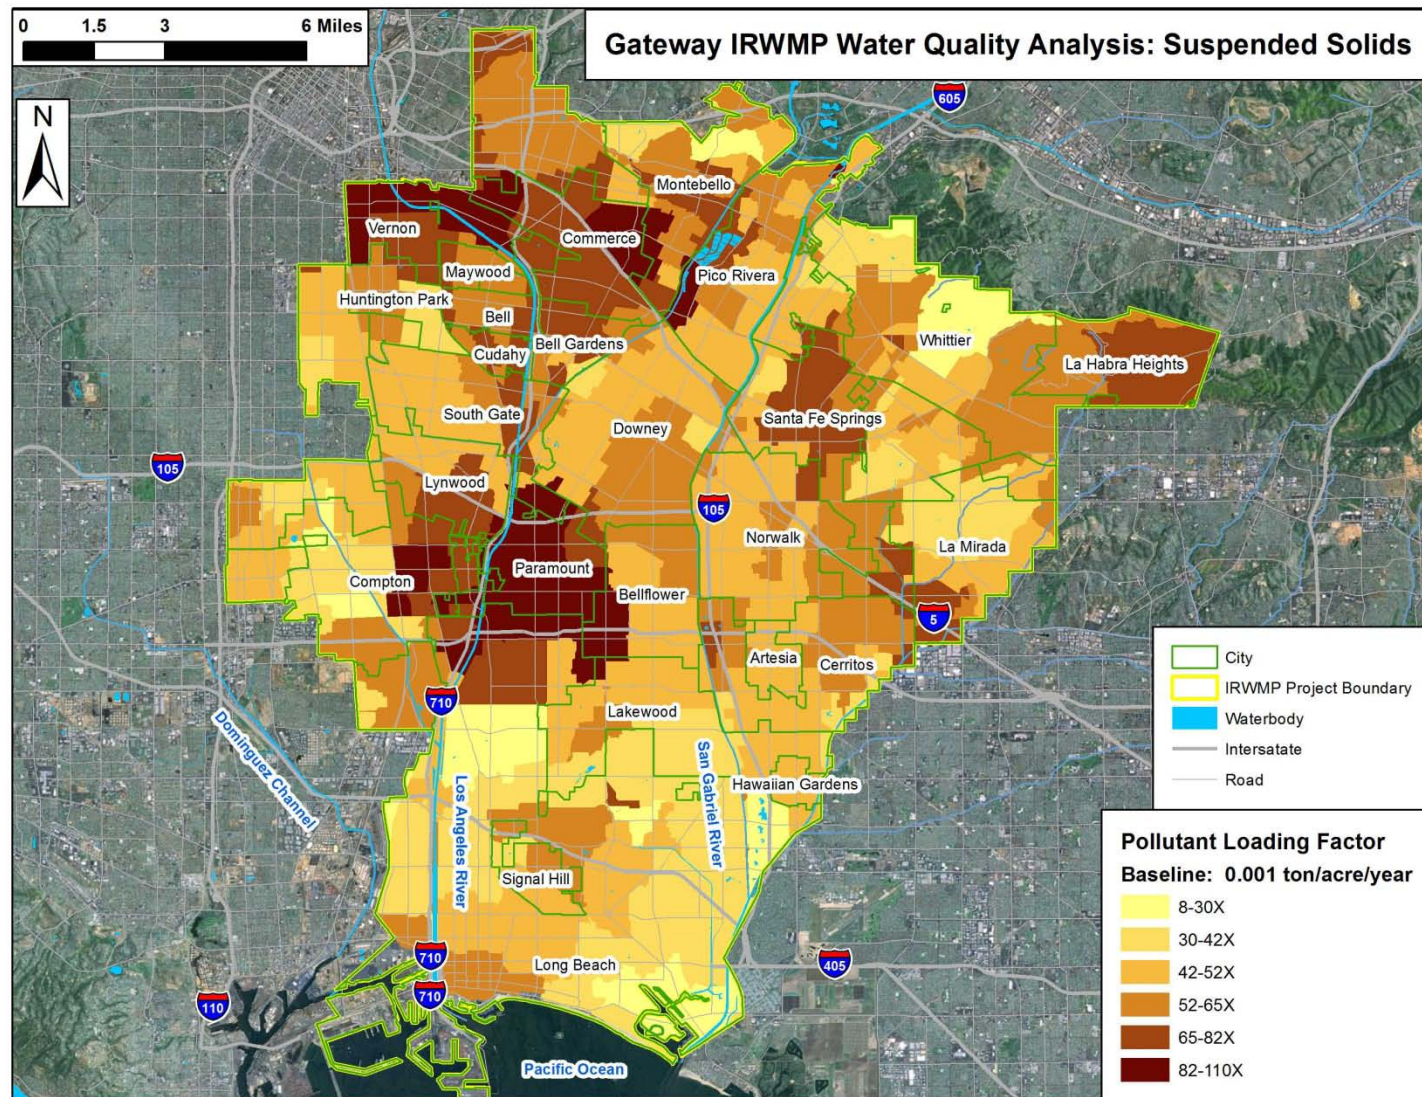 0 1.5 3 6 Miles
Gateway IRWMP Water Quality Analysis: Suspended Solids
N
605
Montebello
Vernon
Commerce
Maywood
Pico Rivera
Huntington Park
Bell
Whittier
Bell Gardens
Cudahy
La Habra Heights
South Gate
Santa Fe Springs
Downey
105
Lynwood
105
Norwalk
La Mirada
Paramount
Compton
Bellflower
5
Artesia
Cerritos
710
Lakewood
Dominguez Channel
Los Angeles River
San Gabriel River
Hawaiian Gardens
Signal Hill
710
Long Beach
405
710
110
Pacific Ocean
City
IRWMP Project Boundary
Waterbody
Intersatate
Road
Pollutant Loading Factor
Baseline: 0.001 ton/acre/year
8-30X
30-42X
42-52X
52-65X
65-82X
82-110X